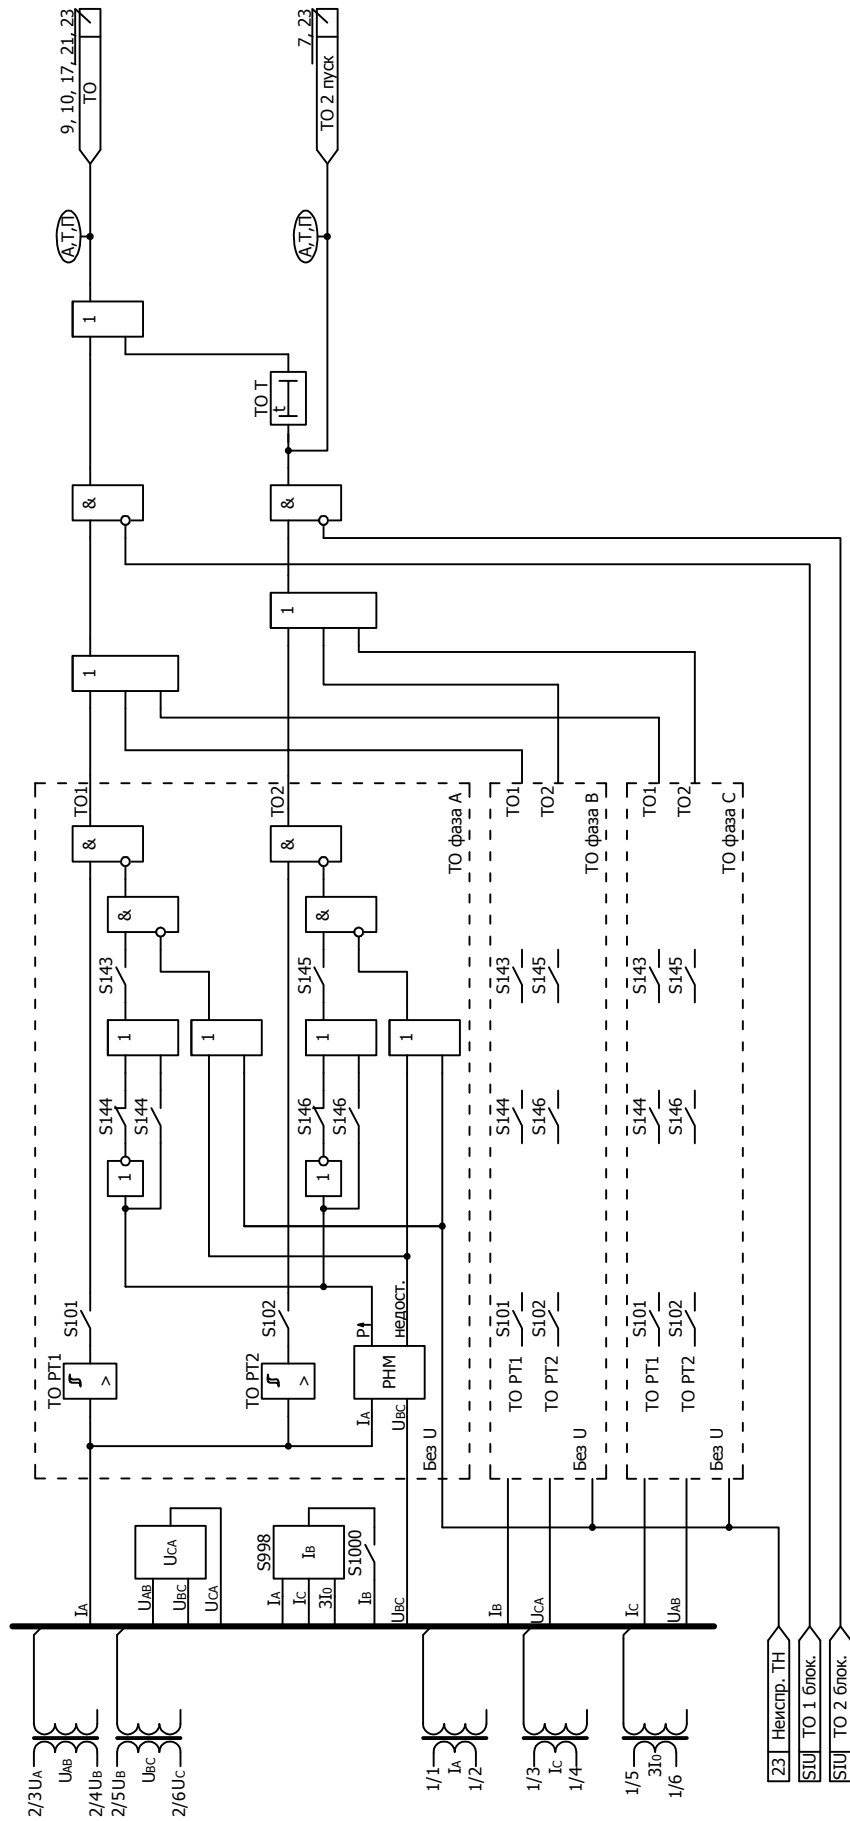 9, 10, 17, 21, 23
ТО
7, 23
ТО 2 пуск
А,Т,П
А,Т,П
1
ТО Т
t
&
&
1
1
ТО1
ТО2
ТО фаза А
&
&
&
&
S143
S145
1
1
1
1
S144
S144
S146
S146
1
1
S101
S102
ТО РТ1
>
ТО РТ2
>
P
недост.
РНМ
IA
UBC
Без U
ТО1
ТО2
ТО фаза В
S143
S145
S144
S146
S101
S102
ТО РТ1
ТО РТ2
Без U
ТО1
ТО2
ТО фаза С
S143
S145
S144
S146
S101
S102
ТО РТ1
ТО РТ2
Без U
IA
UCA
UAB
UBC
UCA
S998
IB
IA
IC
3I0
S1000
IB
UBC
IB
UCA
IC
UAB
2/3UA
UAB
2/4UB
2/5UB
UBC
2/6UC
1/1
IA
1/2
1/3
IC
1/4
1/5
3I0
1/6
23 Неиспр. ТН
SIU ТО 1 блок.
SIU ТО 2 блок.